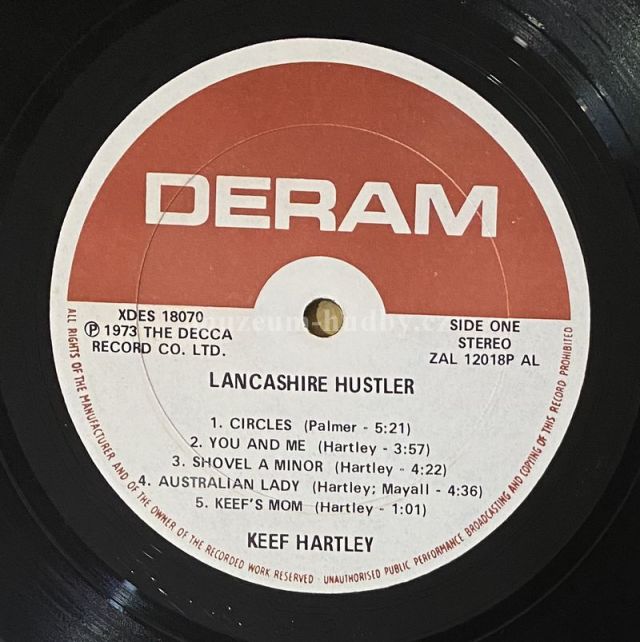 DERAM
XDES 18070
Ⓟ 1973 THE DECCA
RECORD CO. LTD.
SIDE ONE
STEREO
ZAL 12018P AL
muzeum-hudby.cz
LANCASHIRE HUSTLER
1. CIRCLES (Palmer - 5:21)
2. YOU AND ME (Hartley - 3:57)
3. SHOVEL A MINOR (Hartley - 4:22)
4. AUSTRALIAN LADY (Hartley; Mayall - 4:36)
5. KEEF'S MOM (Hartley - 1:01)
KEEF HARTLEY
ALL RIGHTS OF THE MANUFACTURER AND OF THE OWNER OF THE RECORDED WORK RESERVED · UNAUTHORISED PUBLIC PERFORMANCE BROADCASTING AND COPYING OF THIS RECORD PROHIBITED